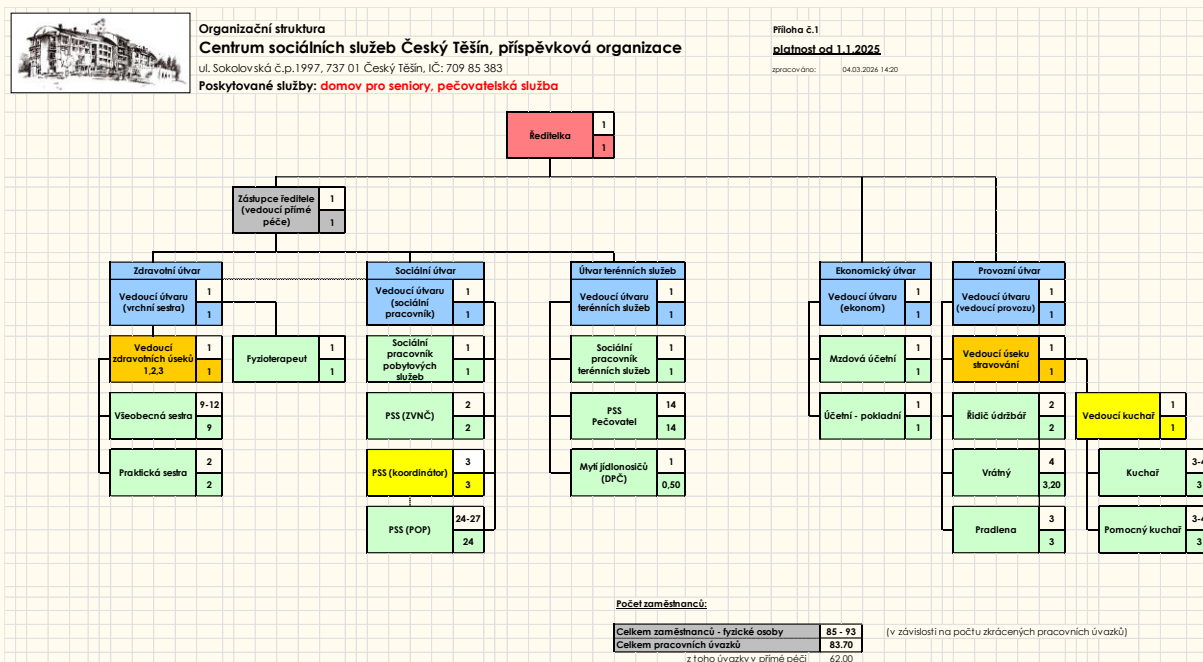 Organizační struktura
Centrum sociálních služeb Český Těšín, příspěvková organizace
ul. Sokolovská č.p.1997, 737 01 Český Těšín, IČ: 709 85 383
Poskytované služby: domov pro seniory, pečovatelská služba
Příloha č.1
platnost od 1.1.2025
zpracováno: 04.03.2026 14:20
Ředitelka
1
1
Zástupce ředitele
(vedoucí přímé
péče)
1
1
Zdravotní útvar
Vedoucí útvaru
(vrchní sestra)
1
1
Sociální útvar
Vedoucí útvaru
(sociální
pracovník)
1
1
Útvar terénních služeb
Vedoucí útvaru
terénních služeb
1
1
Ekonomický útvar
Vedoucí útvaru
(ekonom)
1
1
Provozní útvar
Vedoucí útvaru
(vedoucí provozu)
1
1
Vedoucí
zdravotních úseků
1,2,3
1
1
Fyzioterapeut
1
1
Sociální
pracovník
pobytových
služeb
1
1
Sociální
pracovník
terénních služeb
1
1
Mzdová účetní
1
1
Vedoucí úseku
stravování
1
1
Všeobecná sestra
9-12
9
PSS (ZVNČ)
2
2
PSS
Pečovatel
14
14
Účetní - pokladní
1
1
Řidič údržbář
2
2
Vedoucí kuchař
1
1
Praktická sestra
2
2
PSS (koordinátor)
3
3
Mytí jídlonosičů
(DPČ)
1
0,50
Vrátný
4
3,20
Kuchař
3-4
3
PSS (POP)
24-27
24
Pradlena
3
3
Pomocný kuchař
3-4
3
Počet zaměstnanců:
Celkem zaměstnanců - fyzické osoby 85 - 93 (v závislosti na počtu zkrácených pracovních úvazků)
Celkem pracovních úvazků 83.70
z toho úvazky v přímé péči 62.00